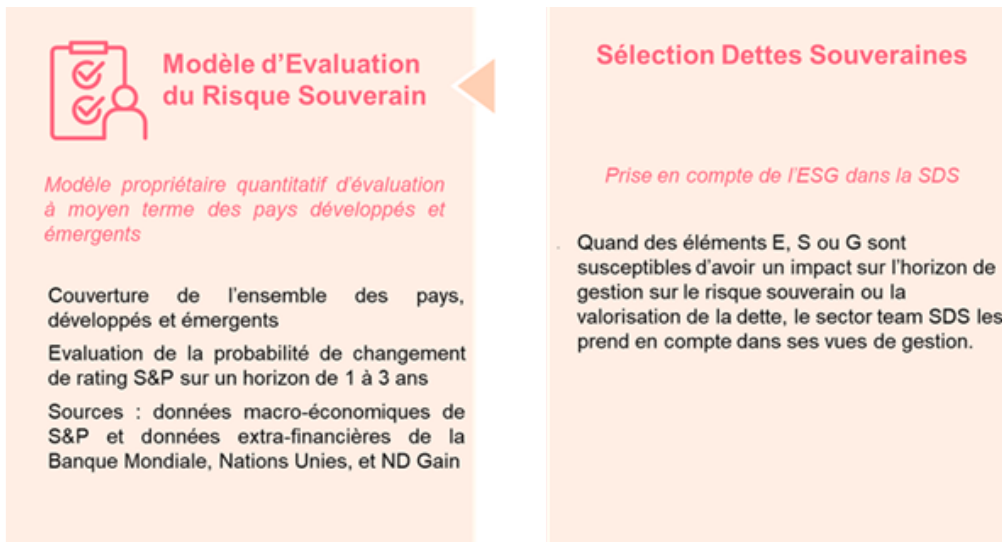 Modèle d'Evaluation
du Risque Souverain
Modèle propriétaire quantitatif d'évaluation
à moyen terme des pays développés et
émergents
Couverture de l'ensemble des pays,
développés et émergents
Evaluation de la probabilité de changement
de rating S&P sur un horizon de 1 à 3 ans
Sources : données macro-économiques de
S&P et données extra-financières de la
Banque Mondiale, Nations Unies, et ND Gain
Sélection Dettes Souveraines
Prise en compte de l'ESG dans la SDS
Quand des éléments E, S ou G sont
susceptibles d'avoir un impact sur l'horizon de
gestion sur le risque souverain ou la
valorisation de la dette, le sector team SDS les
prend en compte dans ses vues de gestion.